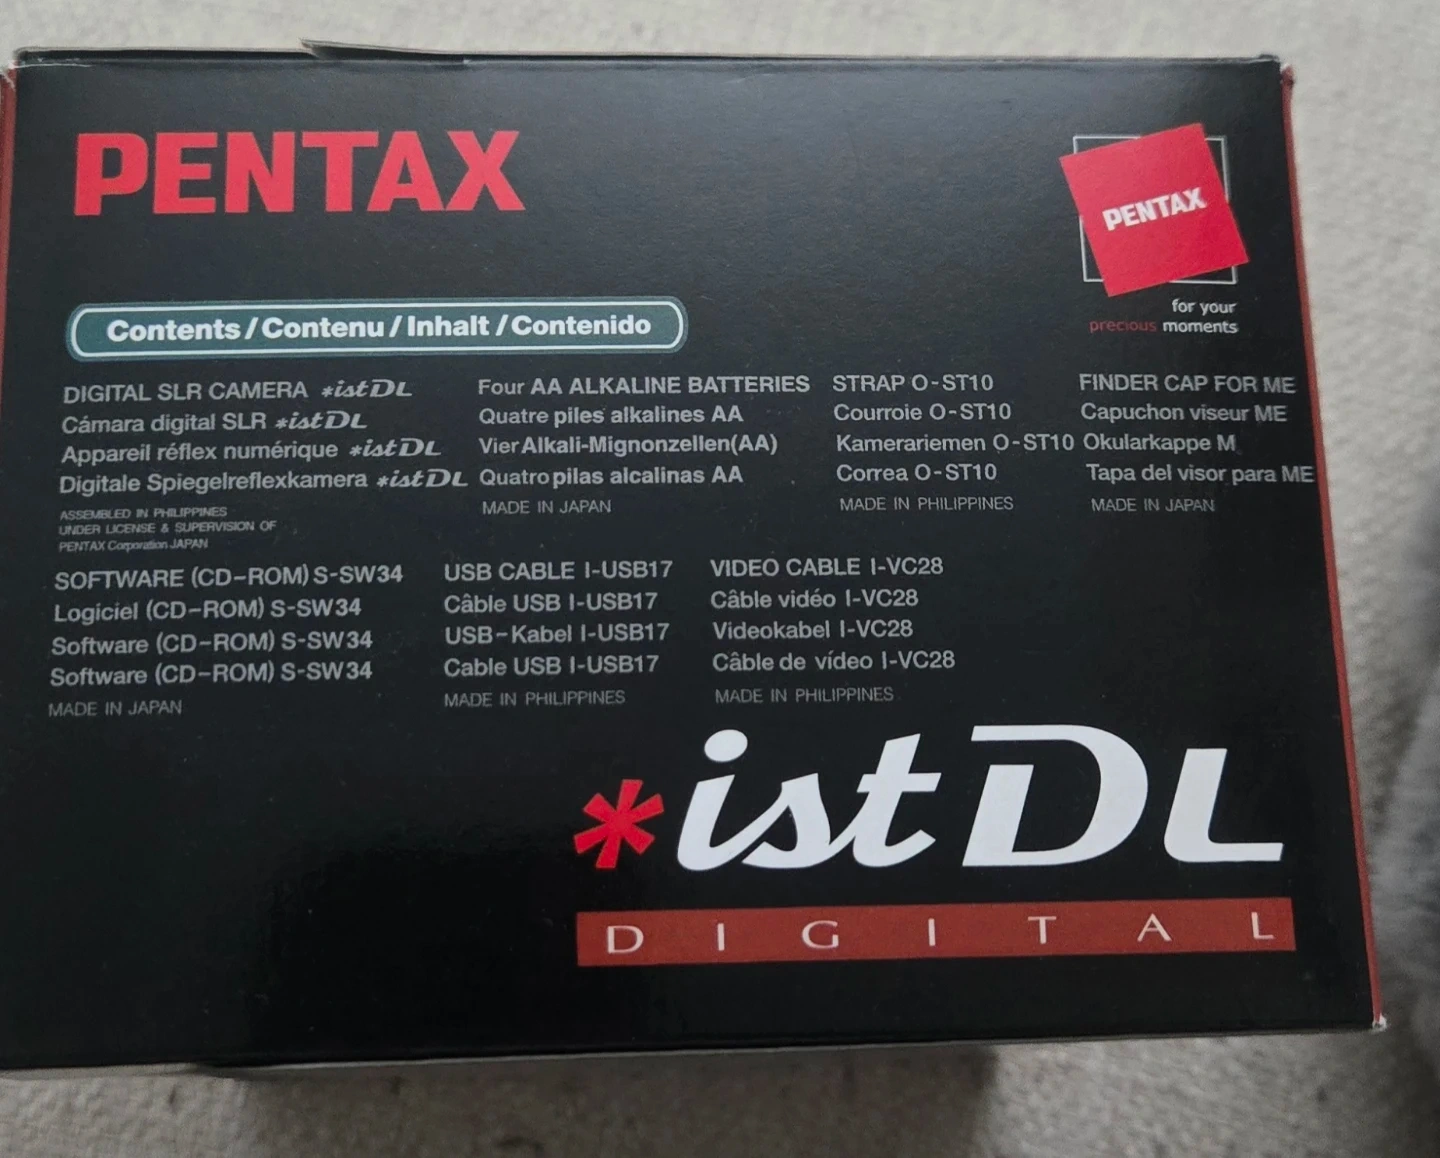 PENTAX
PENTAX
for your
precious moments
Contents / Contenu / Inhalt / Contenido
DIGITAL SLR CAMERA *istDL
Cámara digital SLR *istDL
Appareil réflex numérique *istDL
Digitale Spiegelreflexkamera *istDL
ASSEMBLED IN PHILIPPINES
UNDER LICENSE & SUPERVISION OF
PENTAX Corporation JAPAN
Four AA ALKALINE BATTERIES
Quatre piles alkalines AA
Vier Alkali-Mignonzellen(AA)
Quatro pilas alcalinas AA
MADE IN JAPAN
STRAP O-ST10
Courroie O-ST10
Kamerariemen O-ST10
Correa O-ST10
MADE IN PHILIPPINES
FINDER CAP FOR ME
Capuchon viseur ME
Okularkappe M
Tapa del visor para ME
MADE IN JAPAN
SOFTWARE (CD-ROM) S-SW34
Logiciel (CD-ROM) S-SW34
Software (CD-ROM) S-SW34
Software (CD-ROM) S-SW34
MADE IN JAPAN
USB CABLE I-USB17
Câble USB I-USB17
USB-Kabel I-USB17
Cable USB I-USB17
MADE IN PHILIPPINES
VIDEO CABLE I-VC28
Câble vidéo I-VC28
Videokabel I-VC28
Câble de vídeo I-VC28
MADE IN PHILIPPINES
*istDL
DIGITAL